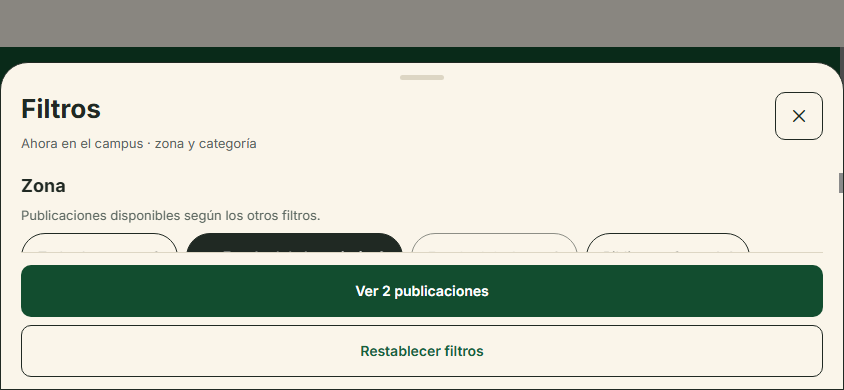 Filtros
Ahora en el campus · zona y categoría
Zona
Publicaciones disponibles según los otros filtros.
Ver 2 publicaciones
Restablecer filtros